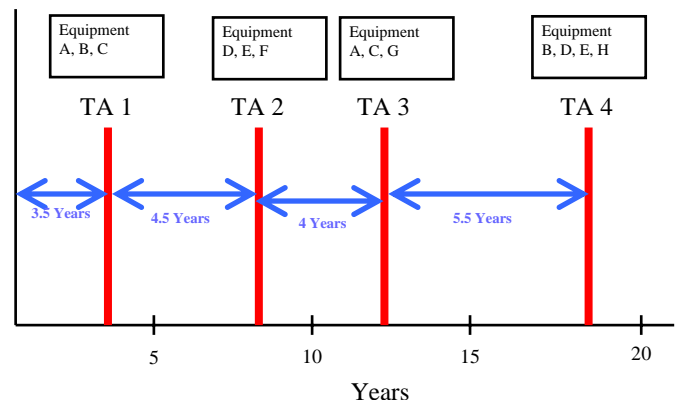 Equipment
A, B, C
Equipment
D, E, F
Equipment
A, C, G
Equipment
B, D, E, H
TA 1
TA 2
TA 3
TA 4
3.5 Years
4.5 Years
4 Years
5.5 Years
5
10
15
20
Years